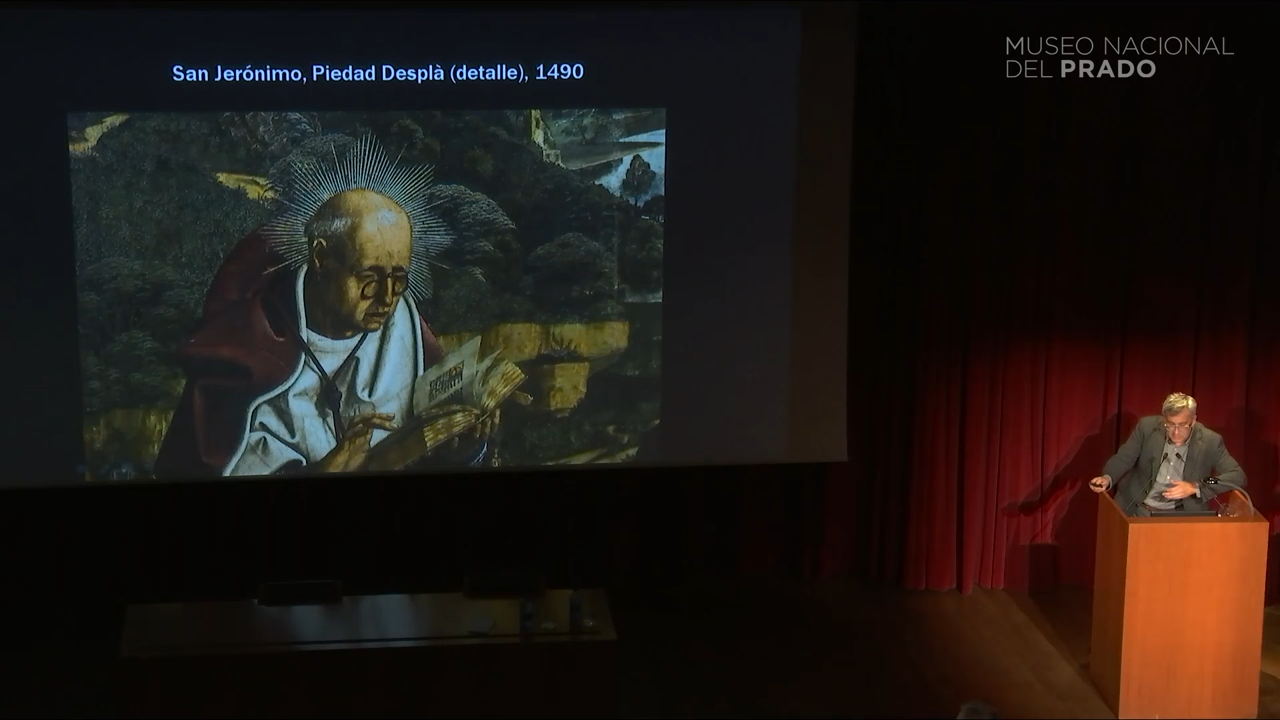 San Jerónimo, Piedad Desplà (detalle), 1490
MUSEO NACIONAL
DEL PRADO